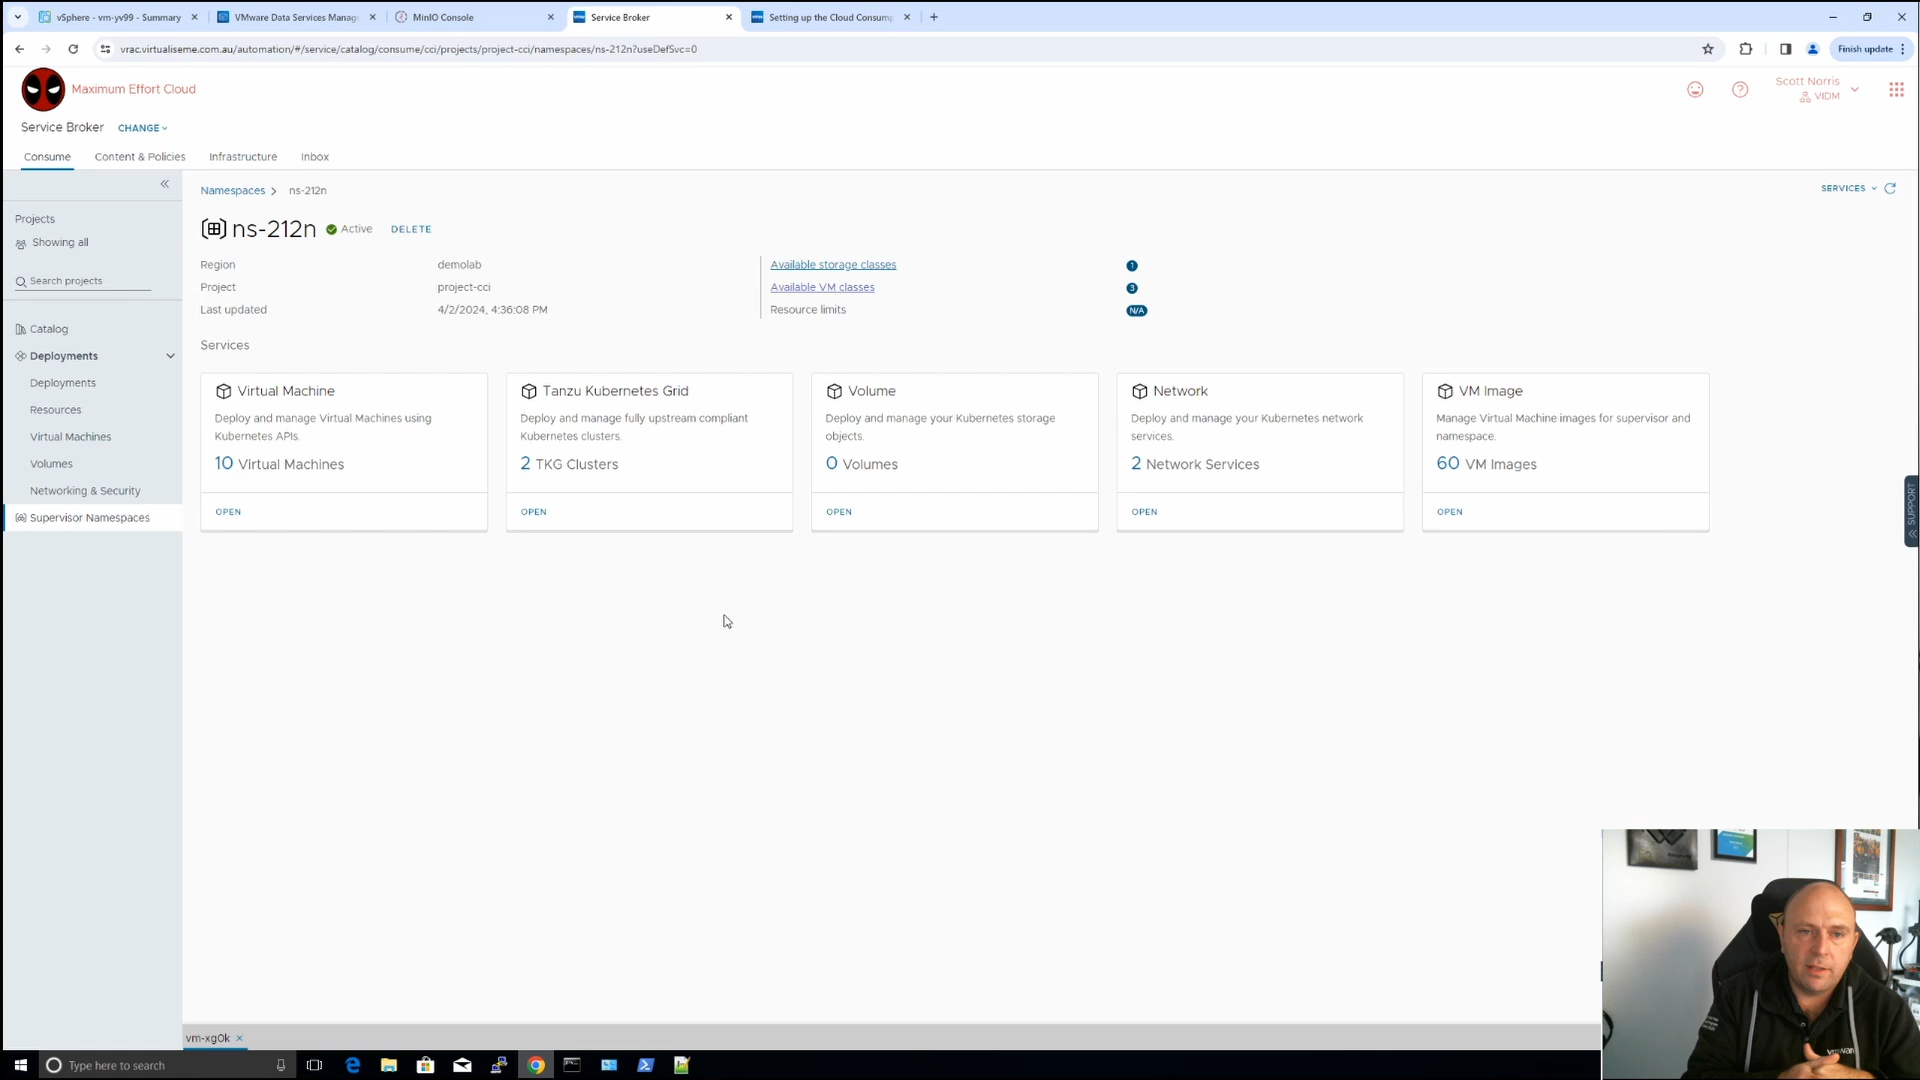 vSphere - vm-yv99 - Summary
VMware Data Services Manage
MinIO Console
Service Broker
Setting up the Cloud Consump
vrac.virtualiseme.com.au/automation/#/service/catalog/consume/cci/projects/project-cci/namespaces/ns-212n?useDefSvc=0
Finish update
Maximum Effort Cloud
Scott Norris
VIDM
Service Broker CHANGE
Consume Content & Policies Infrastructure Inbox
Projects
Showing all
Search projects
Catalog
Deployments
Deployments
Resources
Virtual Machines
Volumes
Networking & Security
Supervisor Namespaces
Namespaces > ns-212n
SERVICES
ns-212n Active DELETE
Region demolab
Project project-cci
Last updated 4/2/2024, 4:36:08 PM
Available storage classes 1
Available VM classes 3
Resource limits N/A
Services
Virtual Machine
Deploy and manage Virtual Machines using
Kubernetes APIs.
10 Virtual Machines
OPEN
Tanzu Kubernetes Grid
Deploy and manage fully upstream compliant
Kubernetes clusters.
2 TKG Clusters
OPEN
Volume
Deploy and manage your Kubernetes storage
objects.
0 Volumes
OPEN
Network
Deploy and manage your Kubernetes network
services.
2 Network Services
OPEN
VM Image
Manage Virtual Machine images for supervisor and
namespace.
60 VM Images
OPEN
SUPPORT
vm-xg0k
Type here to search
vmware